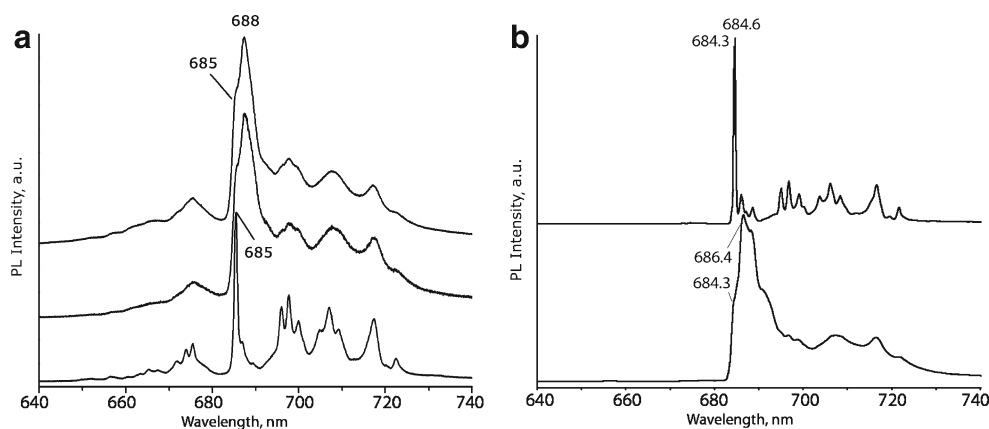 a
688
685
685
PL Intensity, a.u.
640 660 680 700 720 740
Wavelength, nm
b
684.6
684.3
686.4
684.3
PL Intensity, a.u.
640 660 680 700 720 740
Wavelength, nm